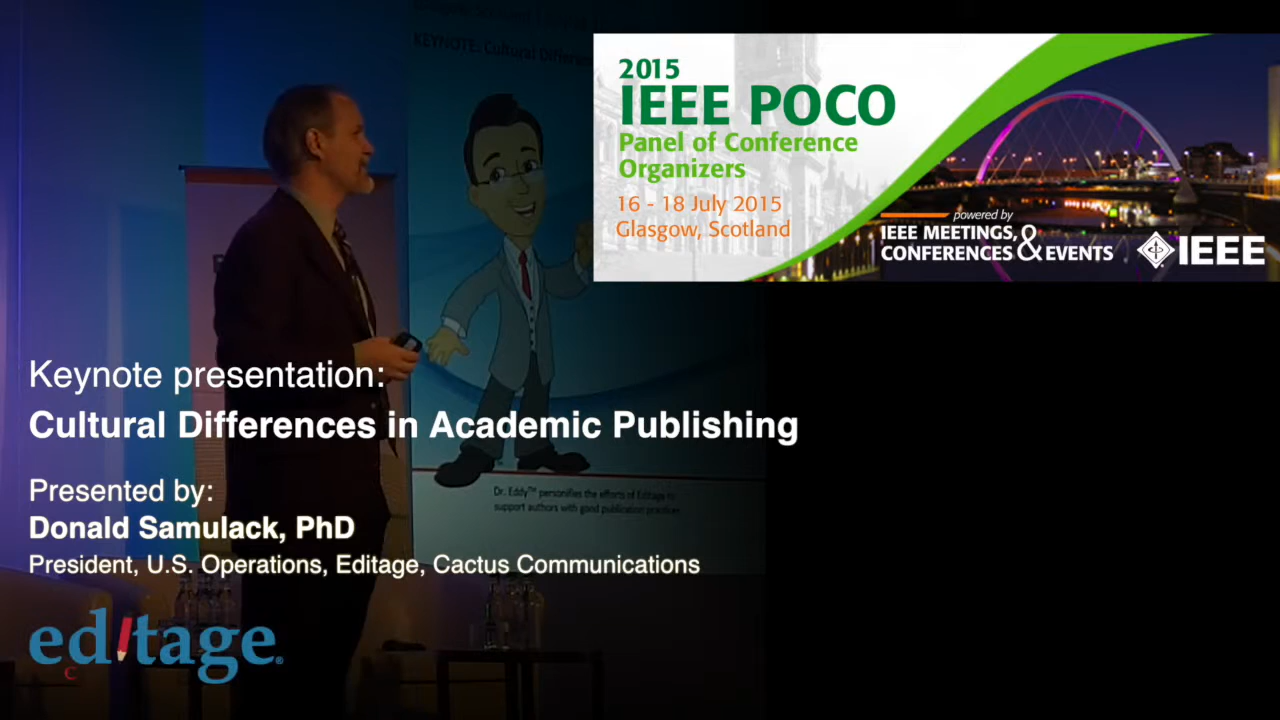 KEYNOTE: Cultural
2015
IEEE POCO
Panel of Conference
Organizers
16 - 18 July 2015
Glasgow, Scotland
powered by
IEEE MEETINGS,
CONFERENCES & EVENTS
IEEE
Keynote presentation:
Cultural Differences in Academic Publishing
Presented by:
Donald Samulack, PhD
President, U.S. Operations, Editage, Cactus Communications
Dr. Eddy™ personifies the efforts of Editage to
support authors with good publication practices
editage®
C